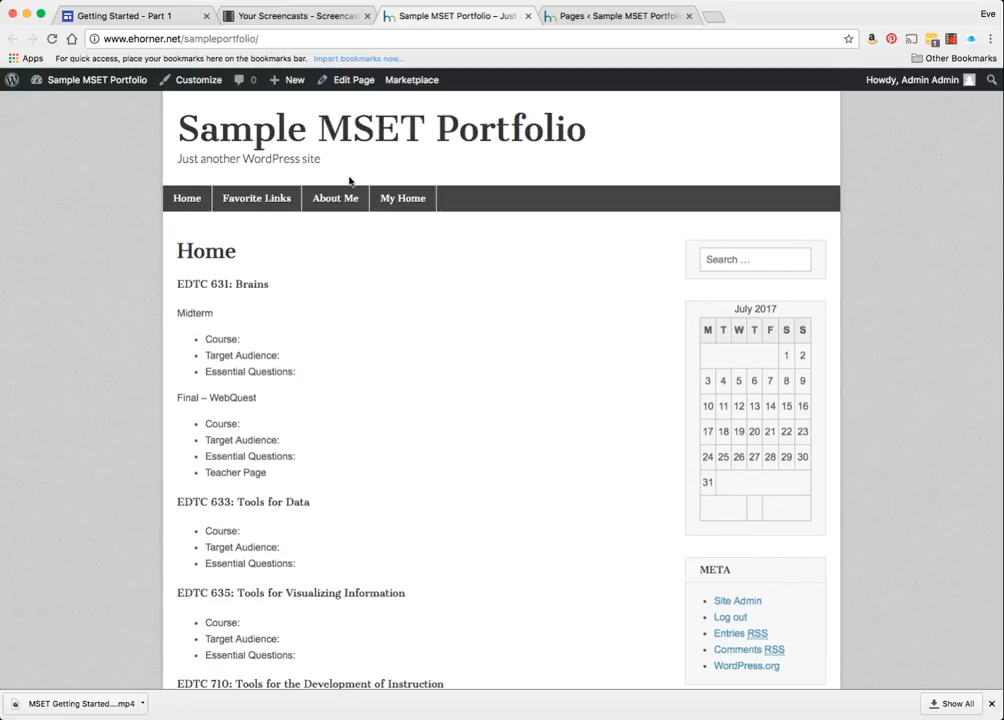 Getting Started - Part 1
Your Screencasts - Screencas
Sample MSET Portfolio – Just
Pages ‹ Sample MSET Portfolio
Eve
www.ehorner.net/sampleportfolio/
Apps
For quick access, place your bookmarks here on the bookmarks bar. Import bookmarks now...
Other Bookmarks
Sample MSET Portfolio
Customize
0
New
Edit Page
Marketplace
Howdy, Admin Admin
Sample MSET Portfolio
Just another WordPress site
Home
Favorite Links
About Me
My Home
Home
EDTC 631: Brains
Midterm
• Course:
• Target Audience:
• Essential Questions:
Final – WebQuest
• Course:
• Target Audience:
• Essential Questions:
• Teacher Page
EDTC 633: Tools for Data
• Course:
• Target Audience:
• Essential Questions:
EDTC 635: Tools for Visualizing Information
• Course:
• Target Audience:
• Essential Questions:
EDTC 710: Tools for the Development of Instruction
Search ...
July 2017
M T W T F S S
1 2
3 4 5 6 7 8 9
10 11 12 13 14 15 16
17 18 19 20 21 22 23
24 25 26 27 28 29 30
31
META
• Site Admin
• Log out
• Entries RSS
• Comments RSS
• WordPress.org
MSET Getting Started....mp4
Show All